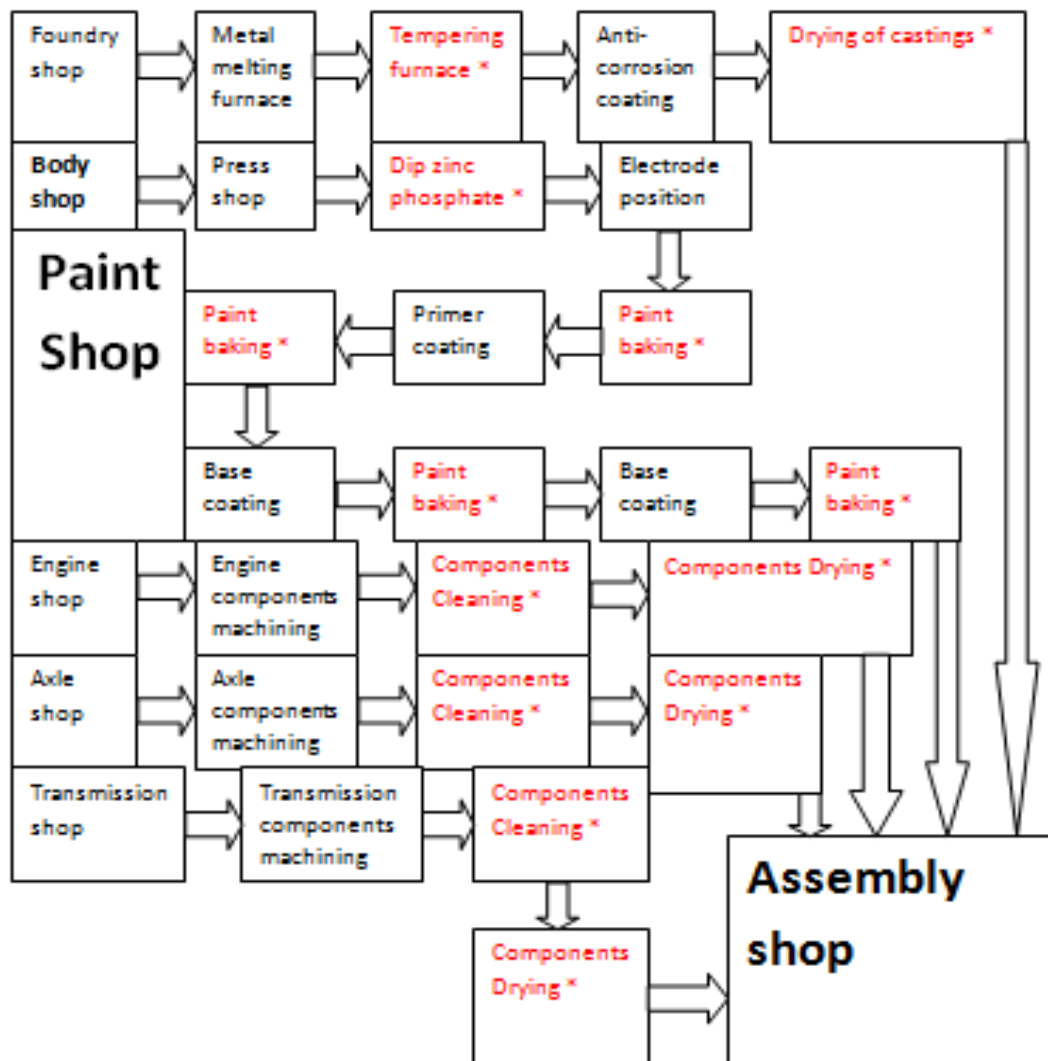 Foundry
shop
Metal
melting
furnace
Tempering
furnace *
Anti-
corrosion
coating
Drying of castings *
Body
shop
Press
shop
Dip zinc
phosphate *
Electrode
position
Paint
Shop
Paint
baking *
Primer
coating
Paint
baking *
Base
coating
Paint
baking *
Base
coating
Paint
baking *
Engine
shop
Engine
components
machining
Components
Cleaning *
Components Drying *
Axle
shop
Axle
components
machining
Components
Cleaning *
Components
Drying *
Transmission
shop
Transmission
components
machining
Components
Cleaning *
Assembly
shop
Components
Drying *